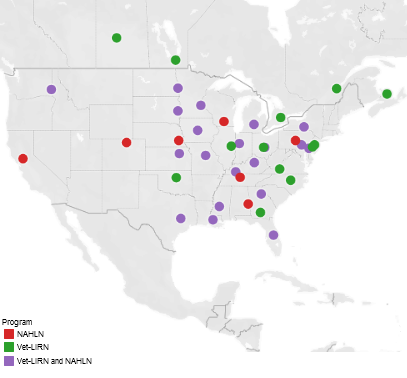 Program
NAHLN
Vet-LIRN
Vet-LIRN and NAHLN